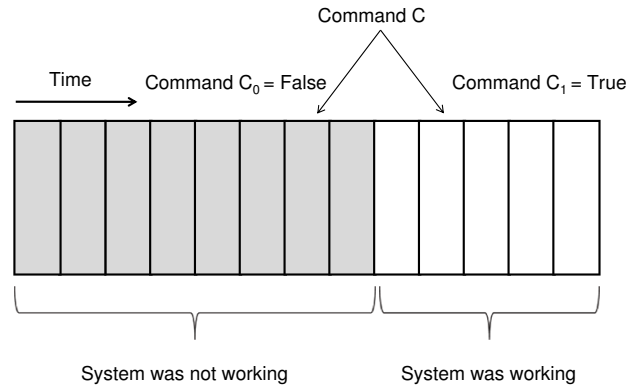 Command C
Time
Command C₀ = False
Command C₁ = True
System was not working
System was working